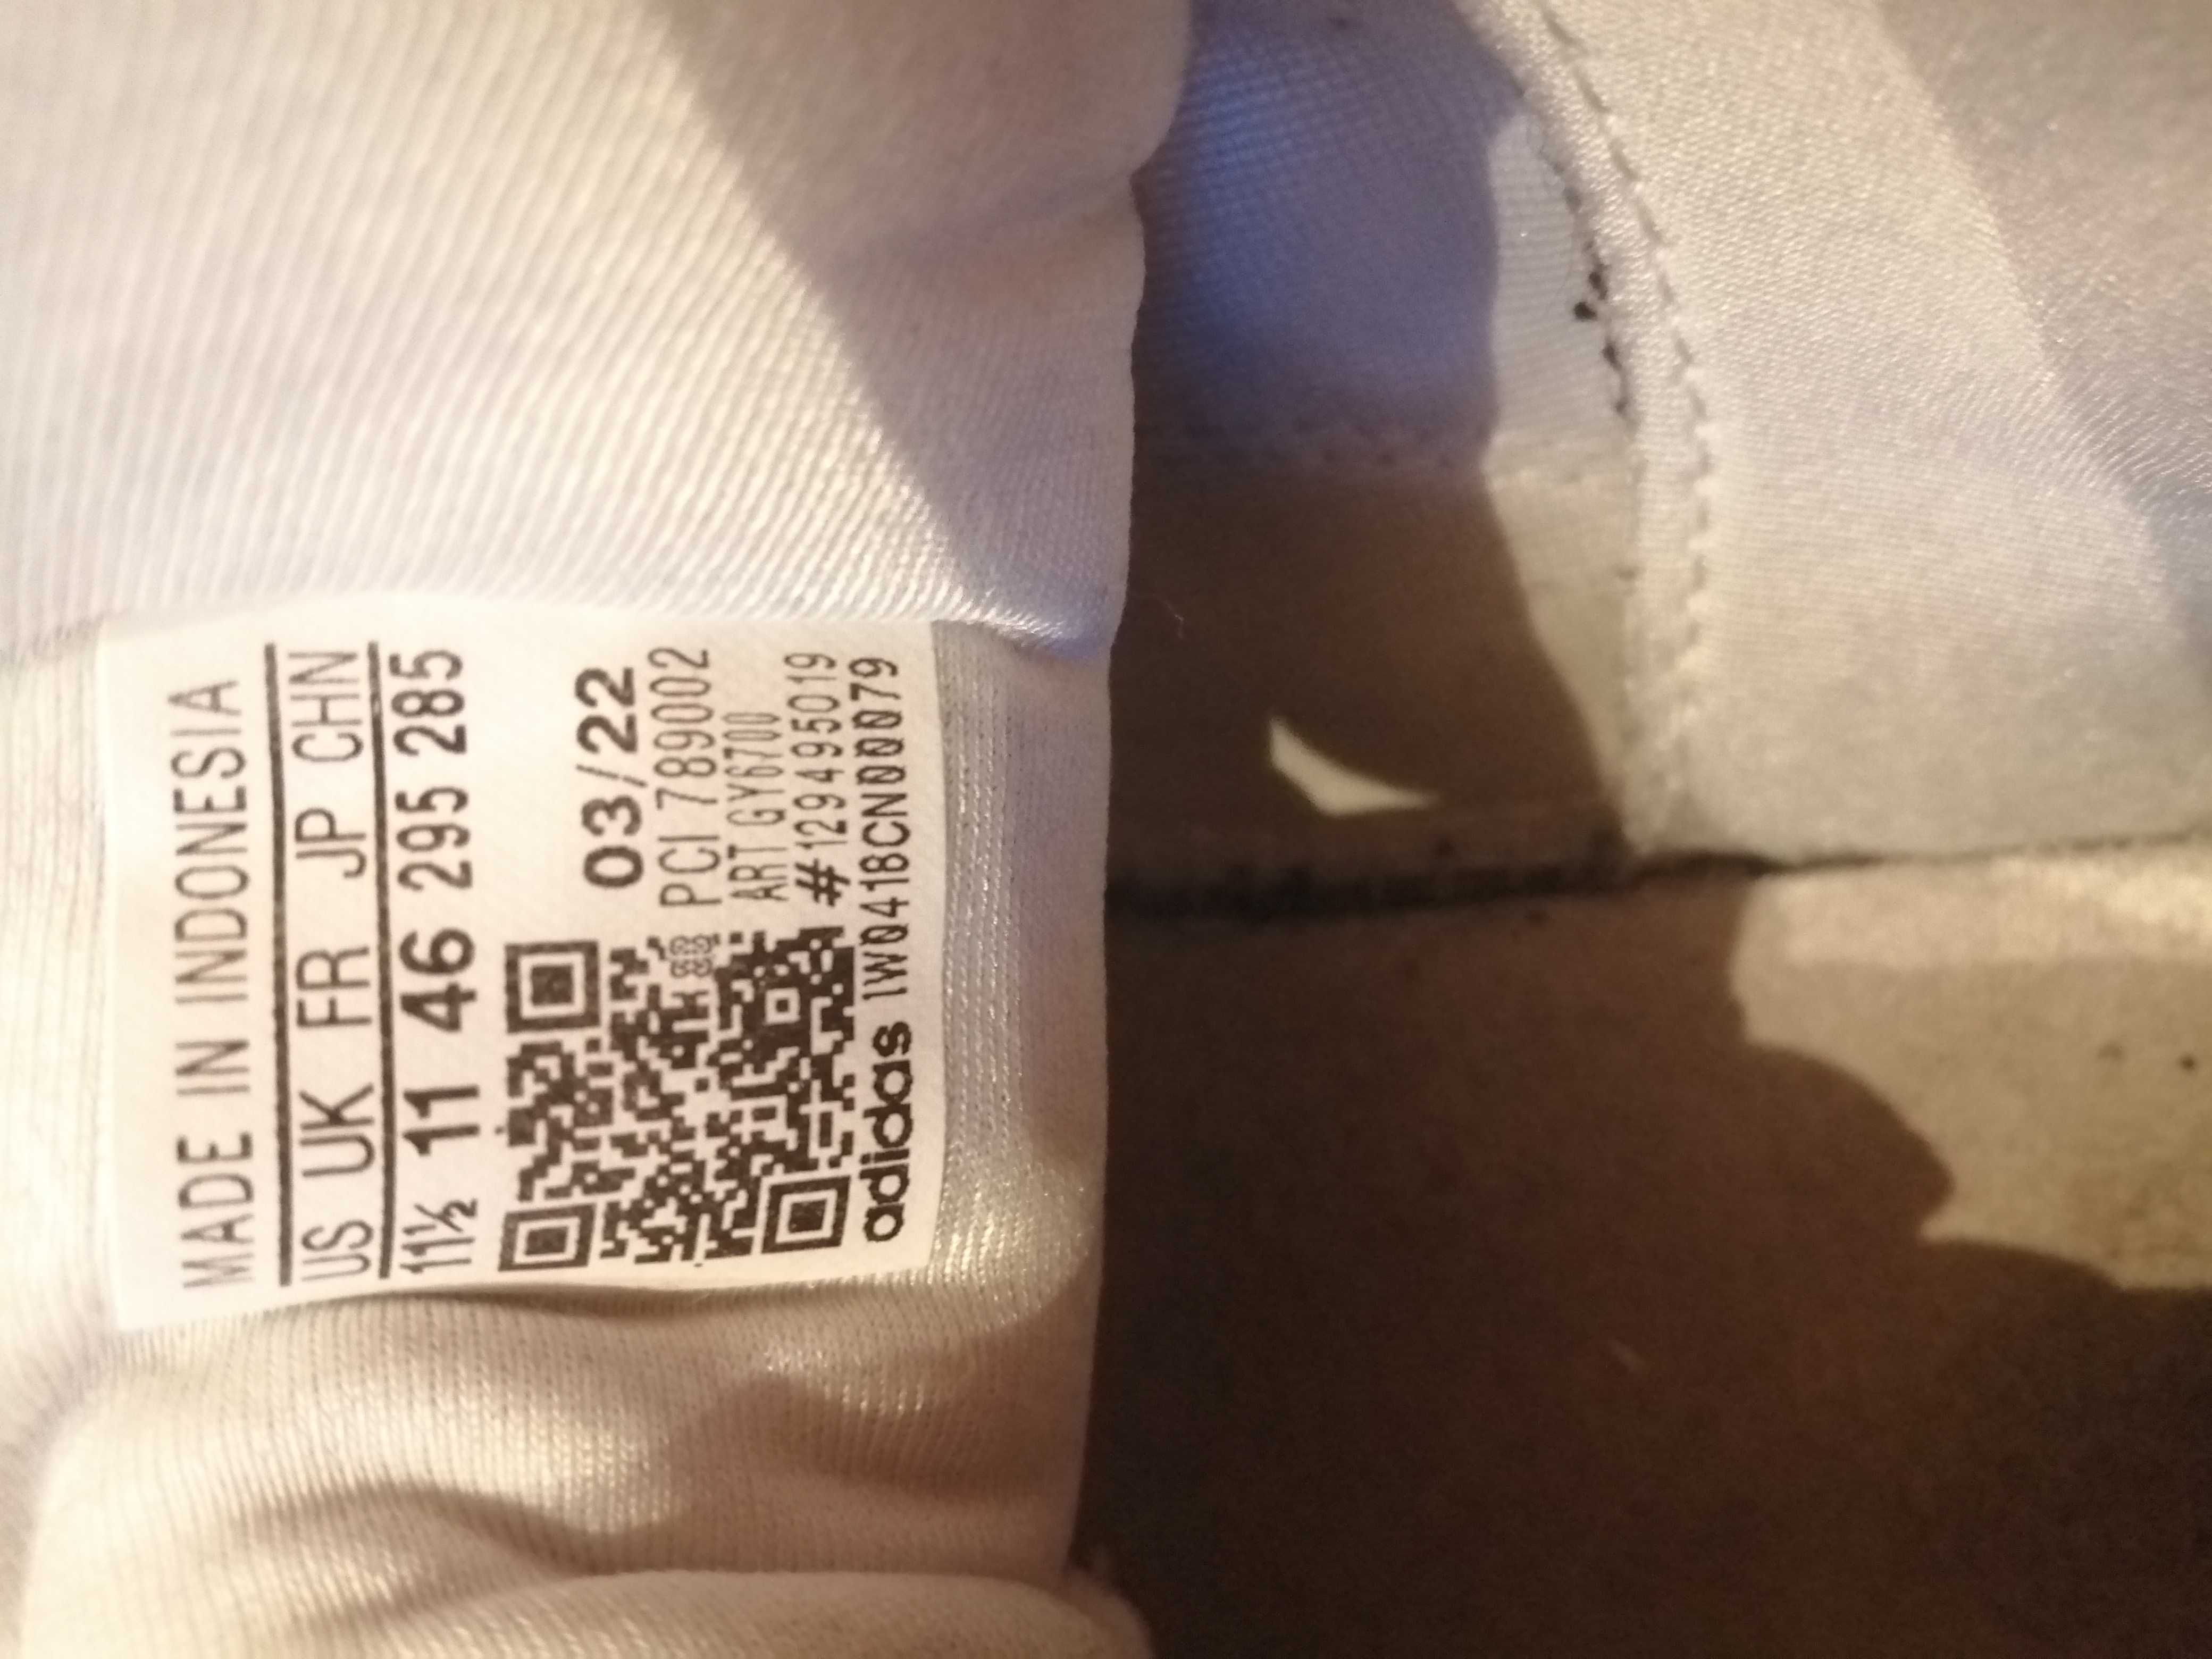 MADE IN INDONESIA
US UK FR JP CHN
11½ 11 46 295 285
03/22
PCI 789002
ART GY6700
#129495019
adidas 1W0418CN00079